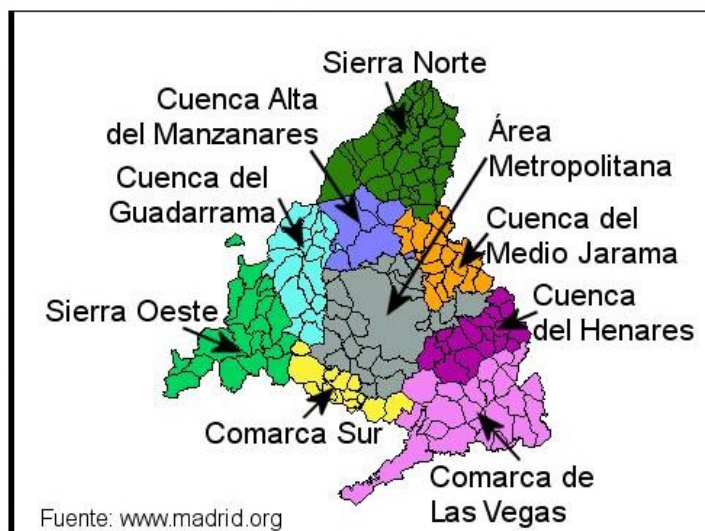 Sierra Norte
Cuenca Alta
del Manzanares
Área
Metropolitana
Cuenca del
Guadarrama
Cuenca del
Medio Jarama
Sierra Oeste
Cuenca
del Henares
Comarca Sur
Comarca de
Las Vegas
Fuente: www.madrid.org